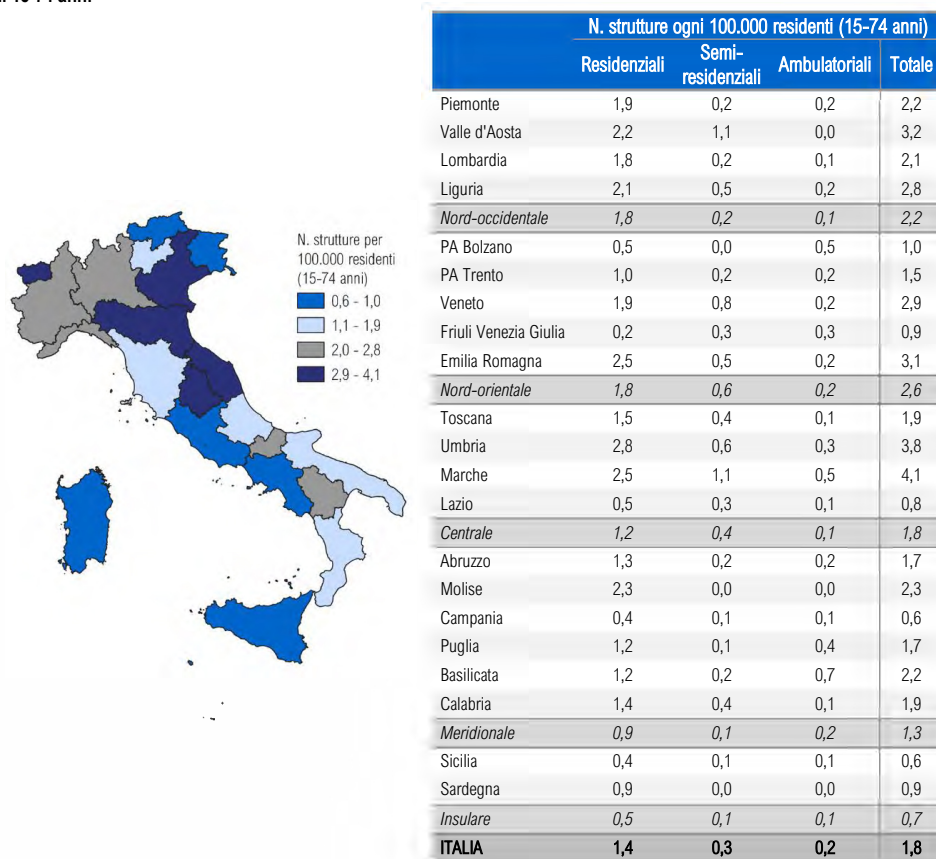 N. strutture ogni 100.000 residenti (15-74 anni)
Residenziali Semi-residenziali Ambulatoriali Totale
Piemonte 1,9 0,2 0,2 2,2
Valle d'Aosta 2,2 1,1 0,0 3,2
Lombardia 1,8 0,2 0,1 2,1
Liguria 2,1 0,5 0,2 2,8
Nord-occidentale 1,8 0,2 0,1 2,2
PA Bolzano 0,5 0,0 0,5 1,0
PA Trento 1,0 0,2 0,2 1,5
Veneto 1,9 0,8 0,2 2,9
Friuli Venezia Giulia 0,2 0,3 0,3 0,9
Emilia Romagna 2,5 0,5 0,2 3,1
Nord-orientale 1,8 0,6 0,2 2,6
Toscana 1,5 0,4 0,1 1,9
Umbria 2,8 0,6 0,3 3,8
Marche 2,5 1,1 0,5 4,1
Lazio 0,5 0,3 0,1 0,8
Centrale 1,2 0,4 0,1 1,8
Abruzzo 1,3 0,2 0,2 1,7
Molise 2,3 0,0 0,0 2,3
Campania 0,4 0,1 0,1 0,6
Puglia 1,2 0,1 0,4 1,7
Basilicata 1,2 0,2 0,7 2,2
Calabria 1,4 0,4 0,1 1,9
Meridionale 0,9 0,1 0,2 1,3
Sicilia 0,4 0,1 0,1 0,6
Sardegna 0,9 0,0 0,0 0,9
Insulare 0,5 0,1 0,1 0,7
ITALIA 1,4 0,3 0,2 1,8
N. strutture per
100.000 residenti
(15-74 anni)
0,6 - 1,0
1,1 - 1,9
2,0 - 2,8
2,9 - 4,1